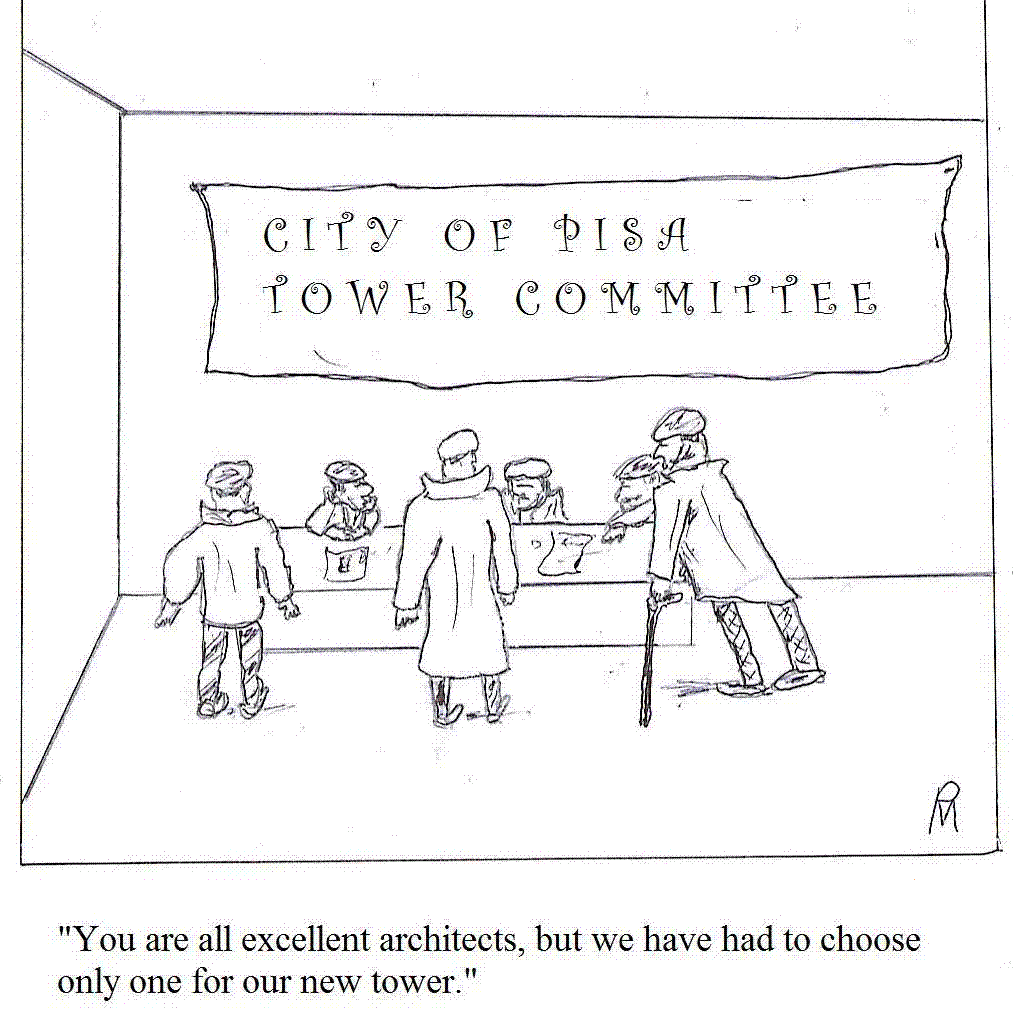 CITY OF PISA
TOWER COMMITTEE
"You are all excellent architects, but we have had to choose
only one for our new tower."